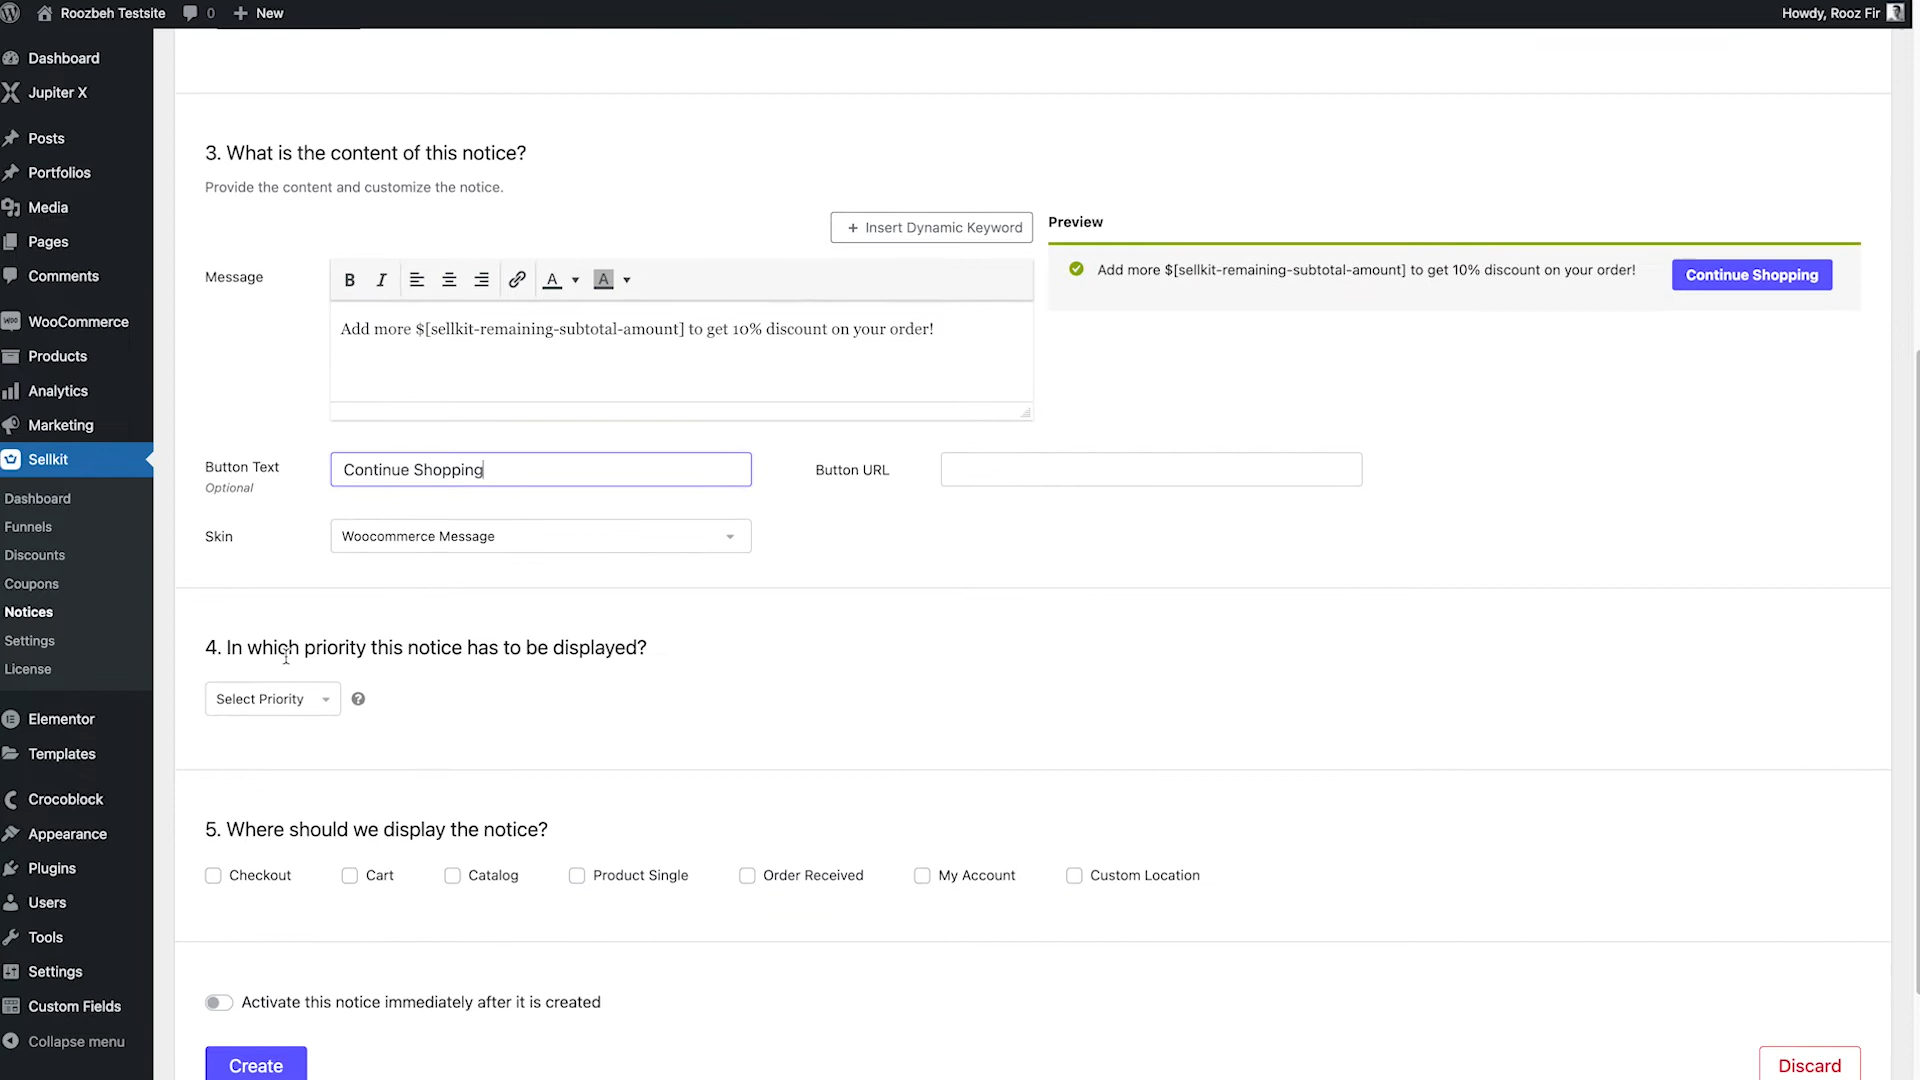 Roozbeh Testsite
0
New
Howdy, Rooz Fir
Dashboard
Jupiter X
Posts
Portfolios
Media
Pages
Comments
WooCommerce
Products
Analytics
Marketing
Sellkit
Dashboard
Funnels
Discounts
Coupons
Notices
Settings
License
Elementor
Templates
Crocoblock
Appearance
Plugins
Users
Tools
Settings
Custom Fields
Collapse menu
3. What is the content of this notice?
Provide the content and customize the notice.
+ Insert Dynamic Keyword
Message
B I A A
Add more $[sellkit-remaining-subtotal-amount] to get 10% discount on your order!
Preview
Add more $[sellkit-remaining-subtotal-amount] to get 10% discount on your order!
Continue Shopping
Button Text
Optional
Continue Shopping
Button URL
Skin
Woocommerce Message
4. In which priority this notice has to be displayed?
Select Priority
?
5. Where should we display the notice?
Checkout
Cart
Catalog
Product Single
Order Received
My Account
Custom Location
Activate this notice immediately after it is created
Create
Discard